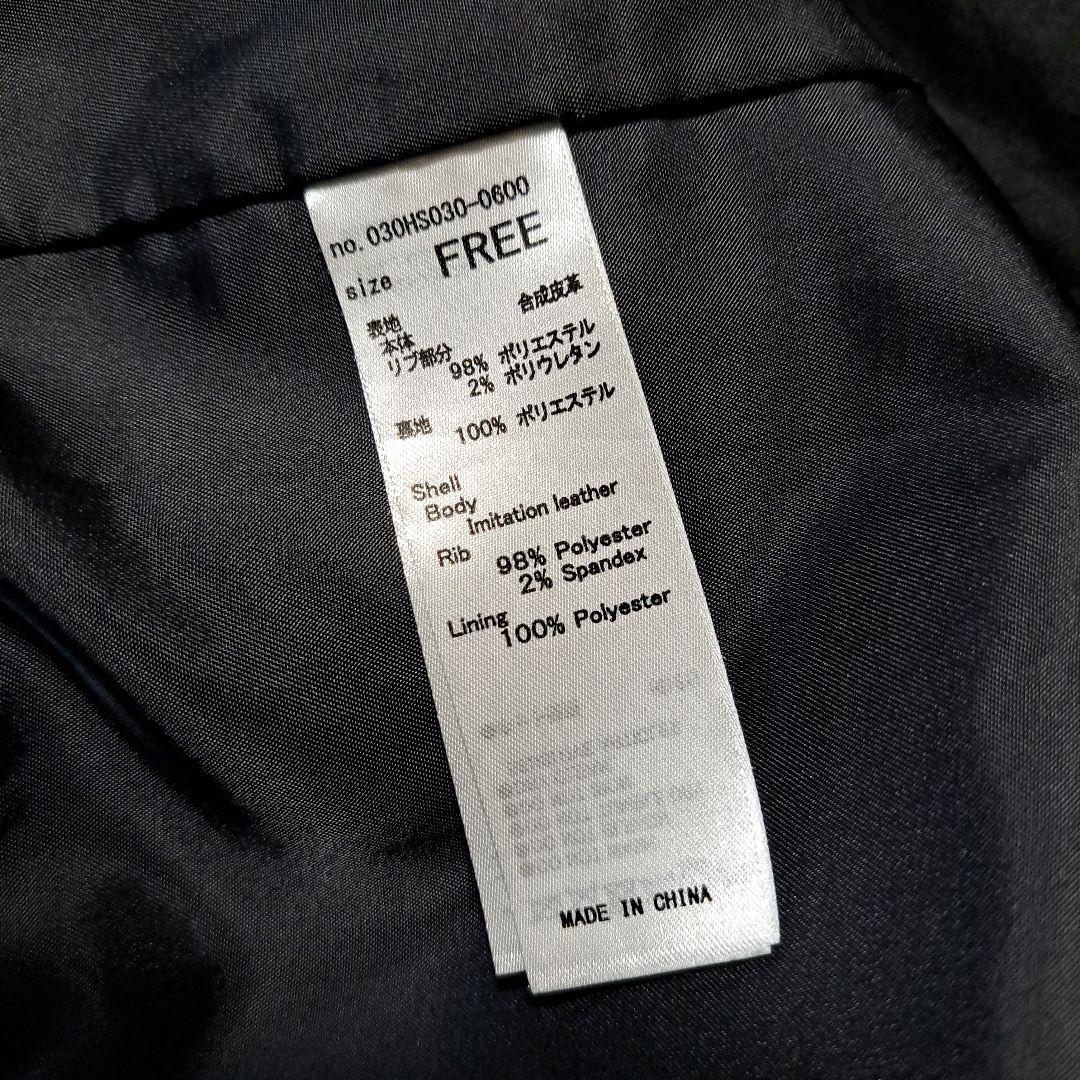 no. 030HS030-0600
size FREE
表地
本体 合成皮革
リブ部分 98% ポリエステル
2% ポリウレタン
裏地 100% ポリエステル
Shell
Body Imitation leather
Rib 98% Polyester
2% Spandex
Lining 100% Polyester
MADE IN CHINA